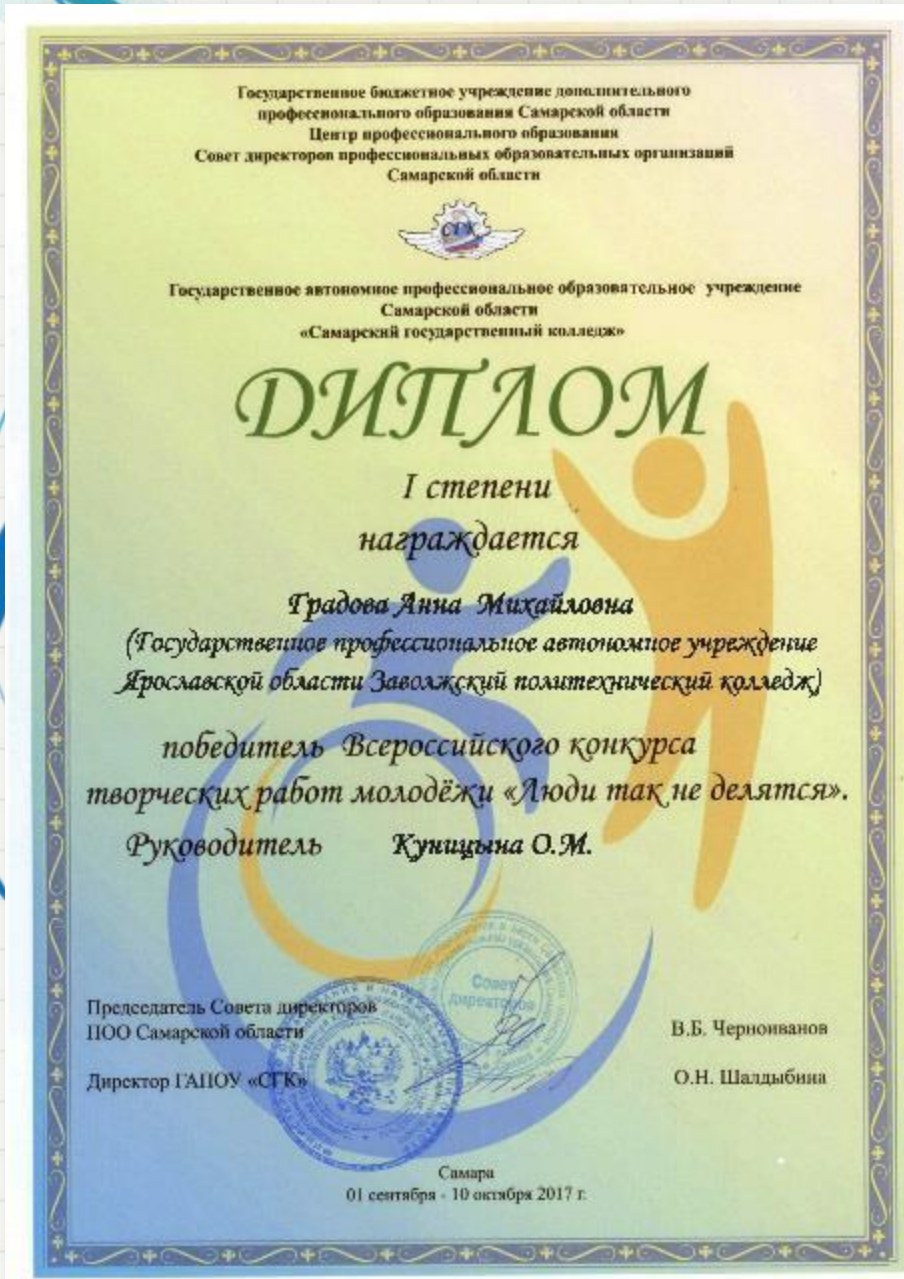 Государственное бюджетное учреждение дополнительного
профессионального образования Самарской области
Центр профессионального образования
Совет директоров профессиональных образовательных организаций
Самарской области
СГК
Государственное автономное профессиональное образовательное учреждение
Самарской области
«Самарский государственный колледж»
ДИПЛОМ
I степени
награждается
Градова Анна Михайловна
(Государственное профессиональное автономное учреждение
Ярославской области Заволжский политехнический колледж)
победитель Всероссийского конкурса
творческих работ молодёжи «Люди так не делятся».
Руководитель Куницына О.М.
Совет
директоров
Председатель Совета директоров
ПОО Самарской области В.Б. Черноиванов
Директор ГАПОУ «СГК» О.Н. Шалдыбина
Самара
01 сентября - 10 октября 2017 г.